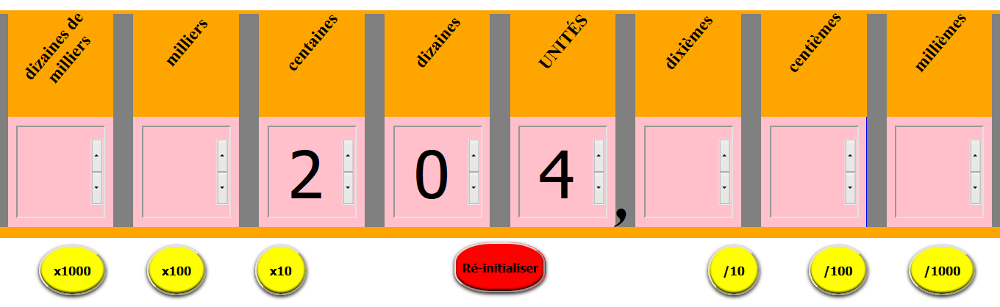 dizaines de
milliers
milliers
centaines
dizaines
UNITÉS
dixièmes
centièmes
millièmes
2 0 4 ,
x1000 x100 x10 Ré-initialiser /10 /100 /1000